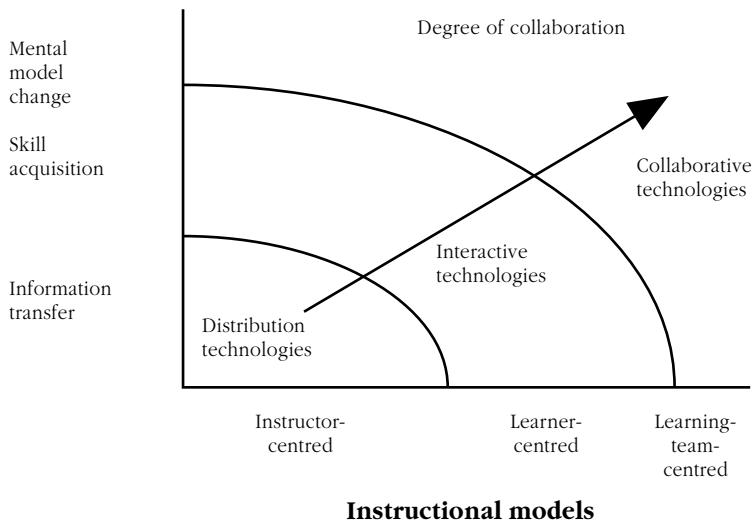 Degree of collaboration
Mental
model
change
Skill
acquisition
Collaborative
technologies
Interactive
technologies
Information
transfer
Distribution
technologies
Instructor-
centred
Learner-
centred
Learning-
team-
centred
Instructional models